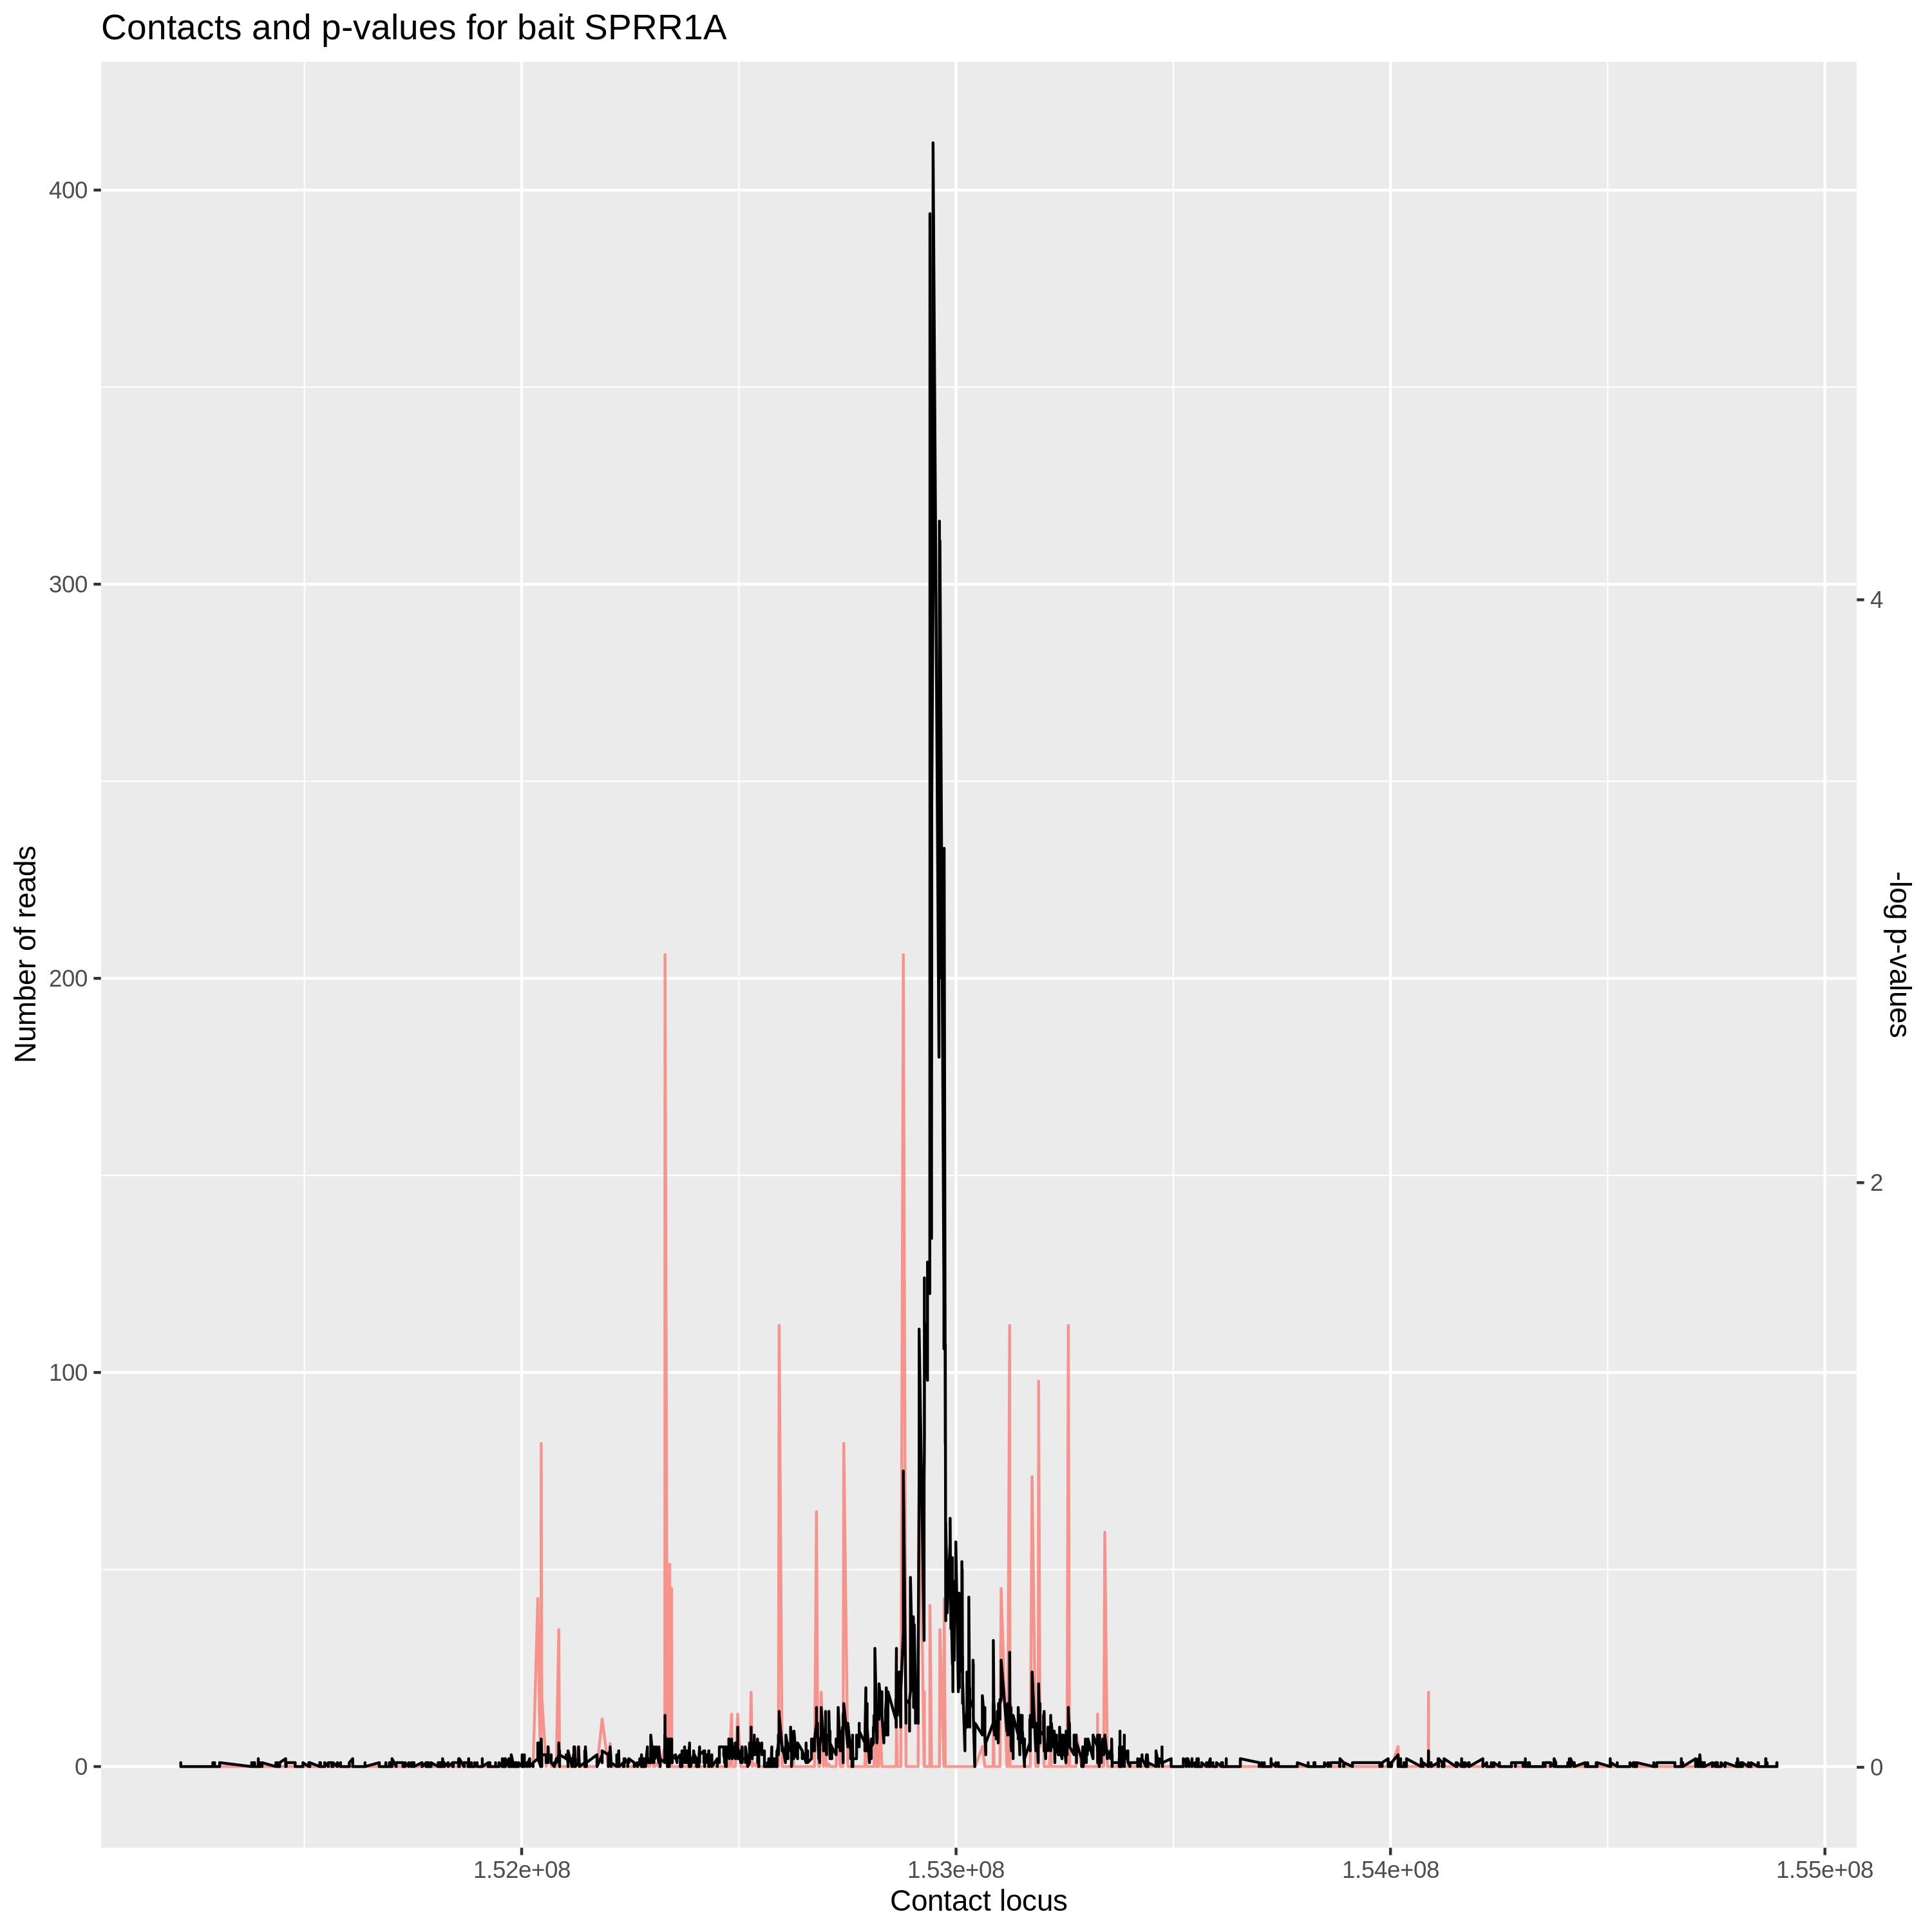 Contacts and p-values for bait SPRR1A
400
300
200
100
0
Number of reads
4
2
0
-log p-values
1.52e+08
1.53e+08
1.54e+08
1.55e+08
Contact locus